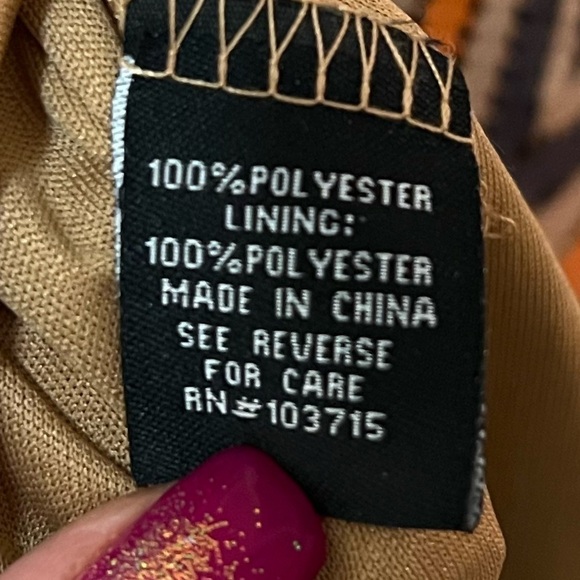 100%POLYESTER
LINING:
100%POLYESTER
MADE IN CHINA
SEE REVERSE
FOR CARE
RN#103715